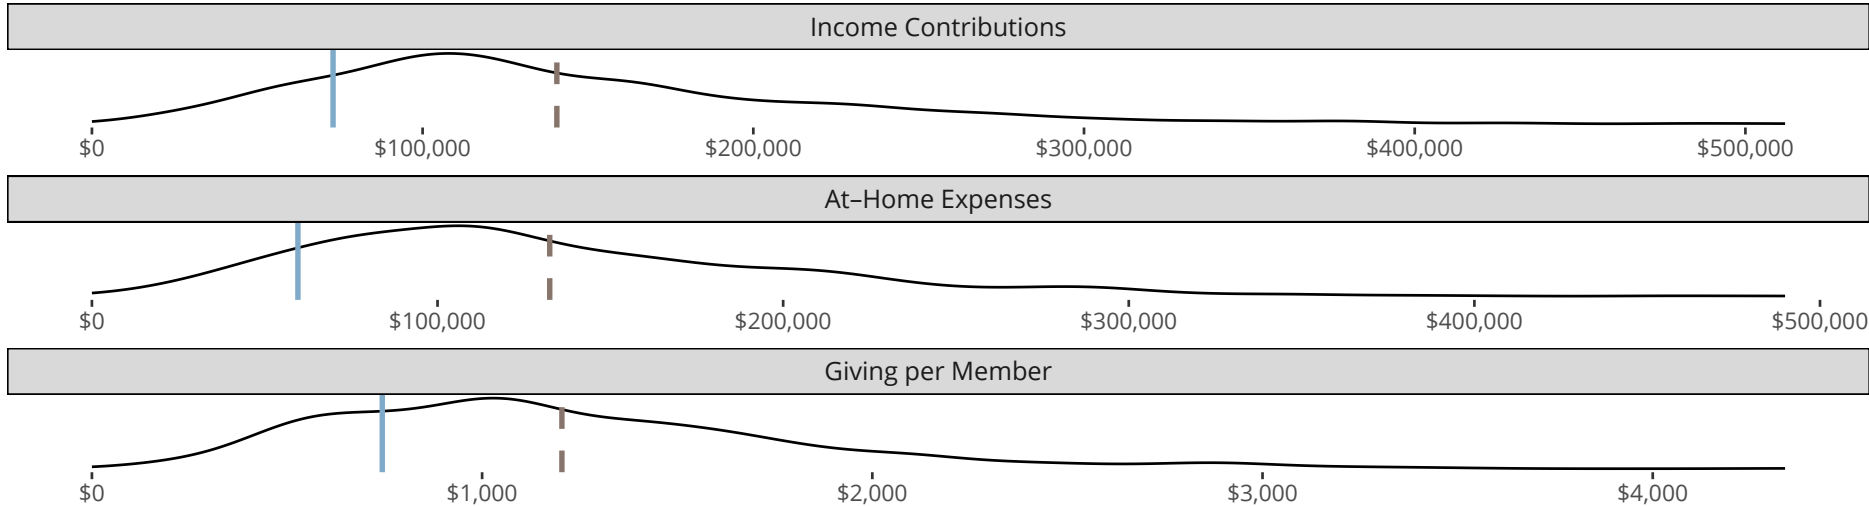 Income Contributions
$0 $100,000 $200,000 $300,000 $400,000 $500,000
At–Home Expenses
$0 $100,000 $200,000 $300,000 $400,000 $500,000
Giving per Member
$0 $1,000 $2,000 $3,000 $4,000